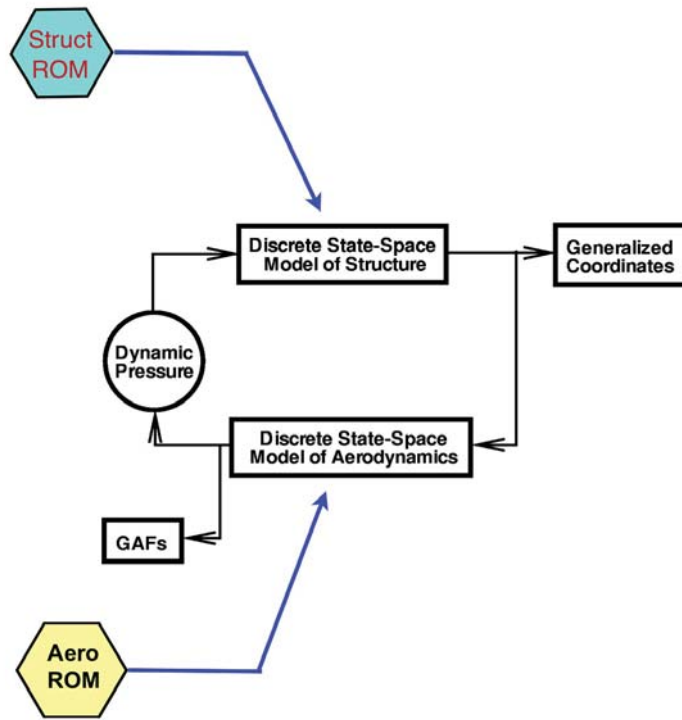 Struct
ROM
Discrete State-Space
Model of Structure
Generalized
Coordinates
Dynamic
Pressure
Discrete State-Space
Model of Aerodynamics
GAFs
Aero
ROM